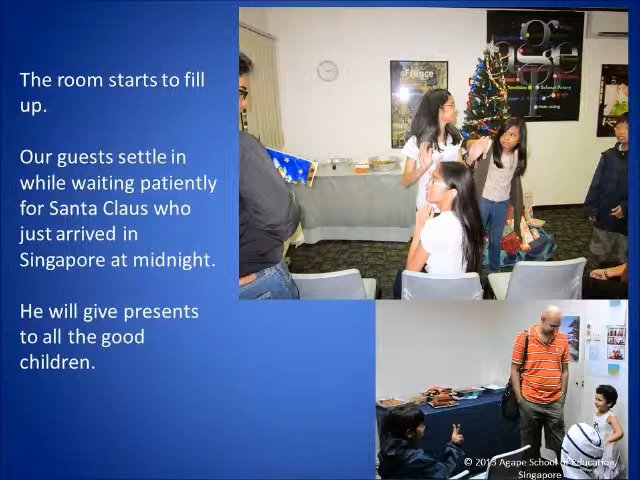 The room starts to fill
up.
Our guests settle in
while waiting patiently
for Santa Claus who
just arrived in
Singapore at midnight.
He will give presents
to all the good
children.
France
age
© 2013 Agape School of Education,
Singapore